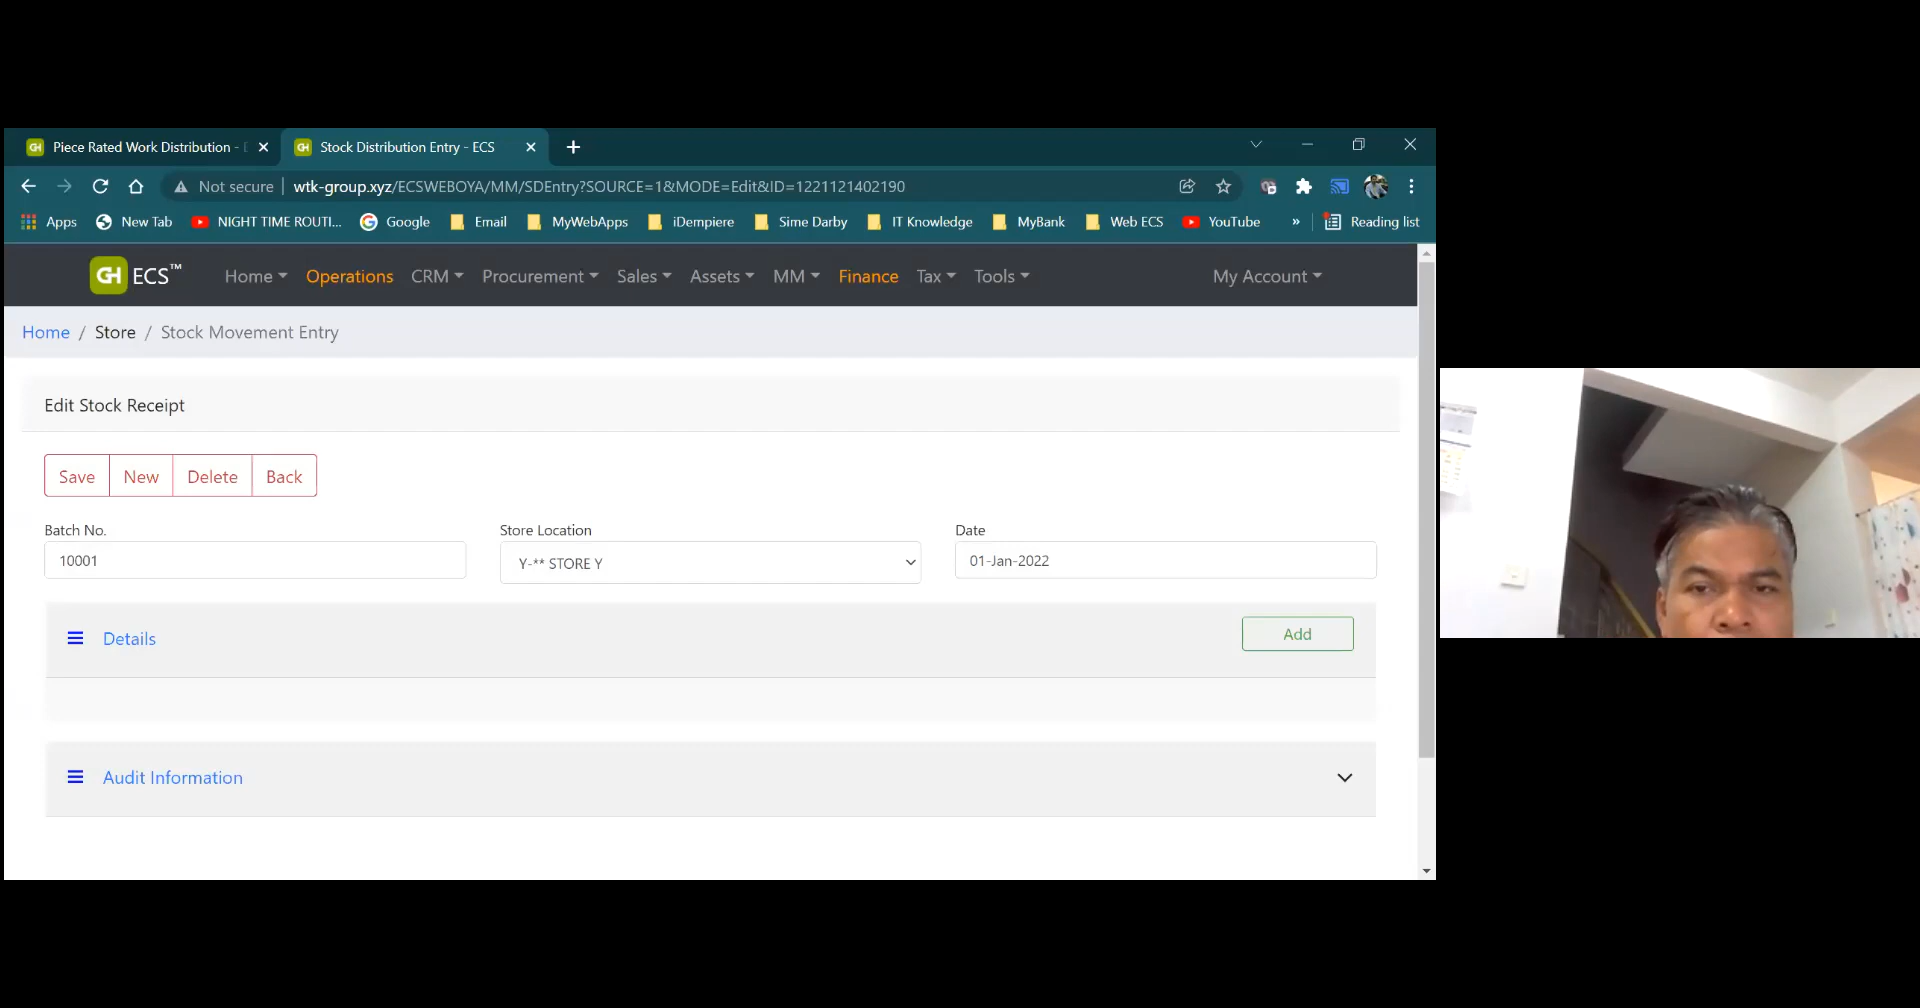 Piece Rated Work Distribution -
Stock Distribution Entry - ECS
Not secure
wtk-group.xyz/ECSWEBOYA/MM/SDEntry?SOURCE=1&MODE=Edit&ID=1221121402190
Apps
New Tab
NIGHT TIME ROUTI...
Google
Email
MyWebApps
iDempiere
Sime Darby
IT Knowledge
MyBank
Web ECS
YouTube
»
Reading list
GH ECS™
Home
Operations
CRM
Procurement
Sales
Assets
MM
Finance
Tax
Tools
My Account
Home / Store / Stock Movement Entry
Edit Stock Receipt
Save
New
Delete
Back
Batch No.
Store Location
Date
10001
Y-** STORE Y
01-Jan-2022
Details
Add
Audit Information